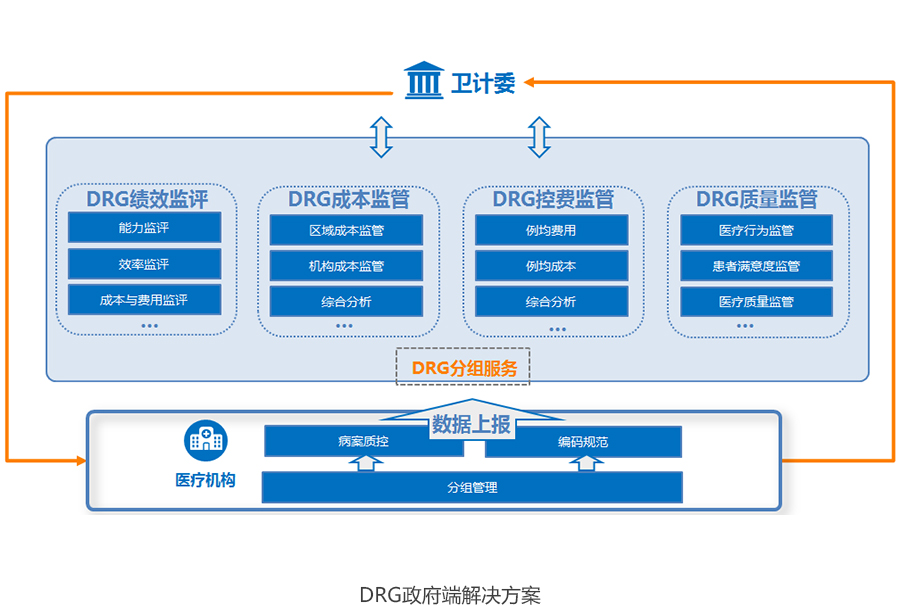 卫计委
DRG绩效监评
能力监评
效率监评
成本与费用监评
...
DRG成本监管
区域成本监管
机构成本监管
综合分析
...
DRG控费监管
例均费用
例均成本
综合分析
...
DRG质量监管
医疗行为监管
患者满意度监管
医疗质量监管
...
DRG分组服务
数据上报
医疗机构
病案质控
编码规范
分组管理
DRG政府端解决方案